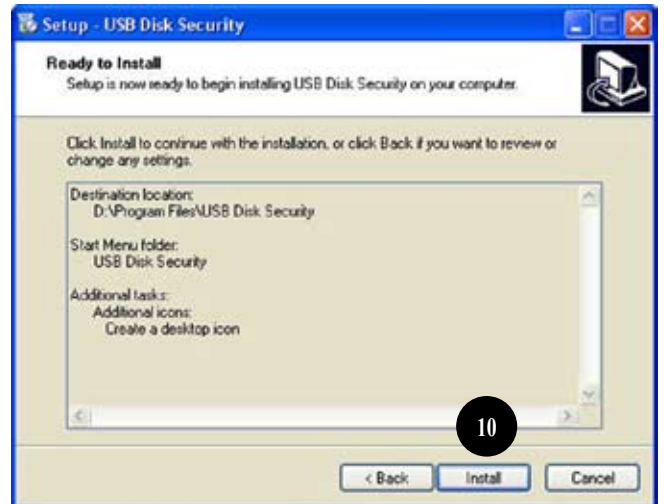 Setup - USB Disk Security
Ready to Install
Setup is now ready to begin installing USB Disk Security on your computer.
Click Install to continue with the installation, or click Back if you want to review or
change any settings.
Destination location:
D:\Program Files\USB Disk Security
Start Menu folder:
USB Disk Security
Additional tasks:
Additional icons:
Create a desktop icon
10
< Back
Install
Cancel